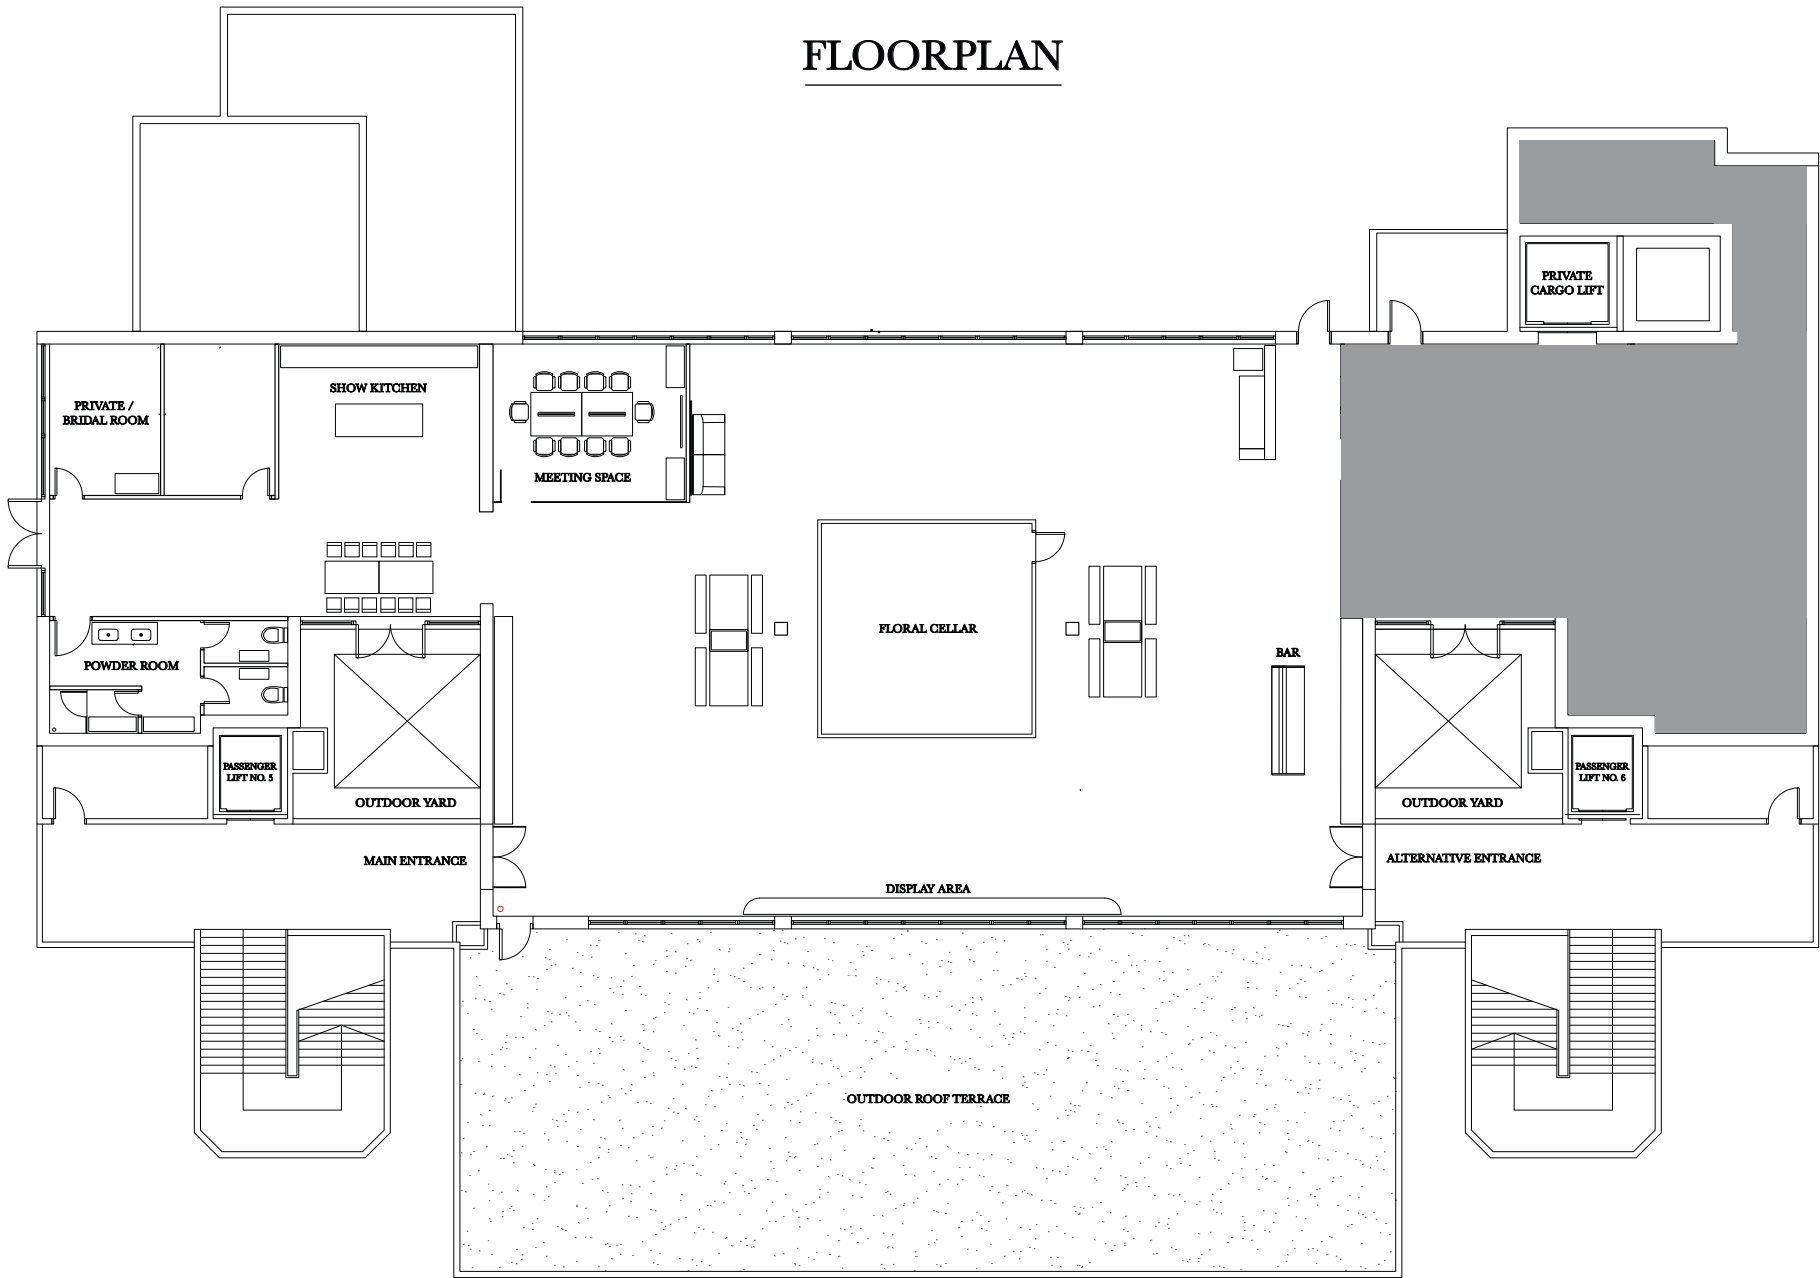 FLOORPLAN
PRIVATE
CARGO LIFT
SHOW KITCHEN
PRIVATE /
BRIDAL ROOM
MEETING SPACE
FLORAL CELLAR
BAR
POWDER ROOM
PASSENGER
LIFT NO. 5
PASSENGER
LIFT NO. 6
OUTDOOR YARD
OUTDOOR YARD
MAIN ENTRANCE
ALTERNATIVE ENTRANCE
DISPLAY AREA
OUTDOOR ROOF TERRACE